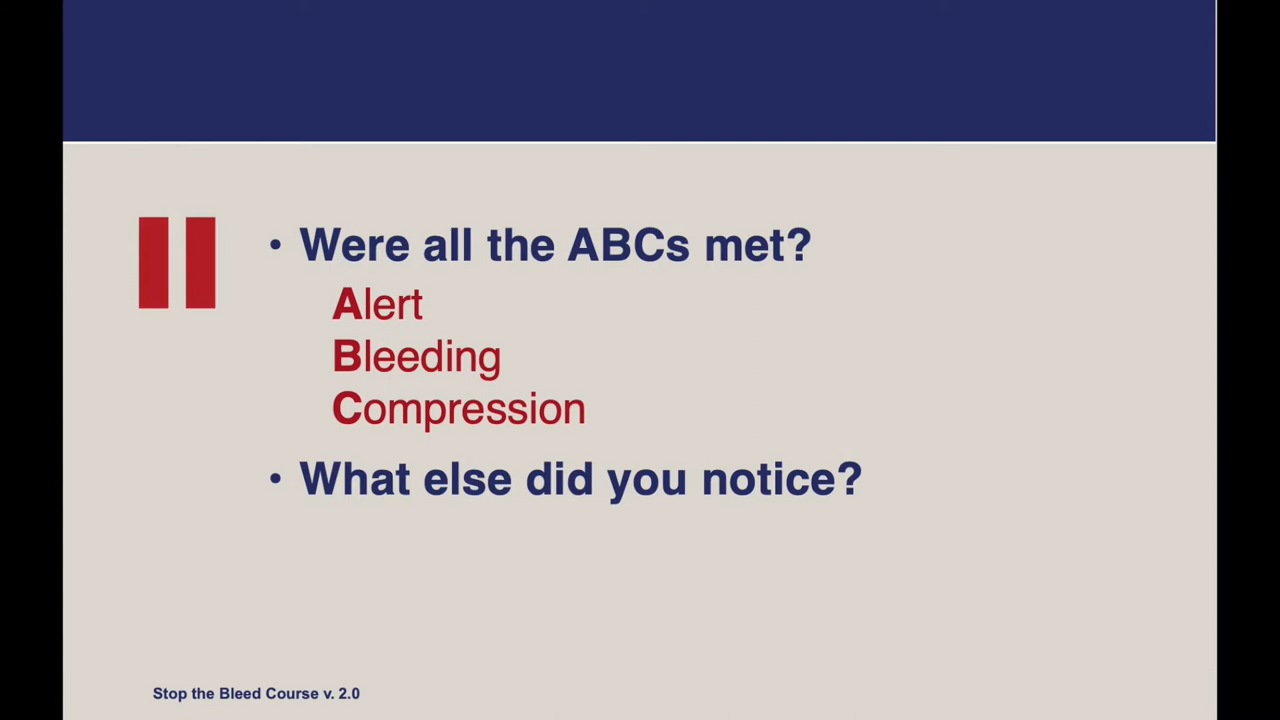 • Were all the ABCs met?
Alert
Bleeding
Compression
• What else did you notice?
Stop the Bleed Course v. 2.0